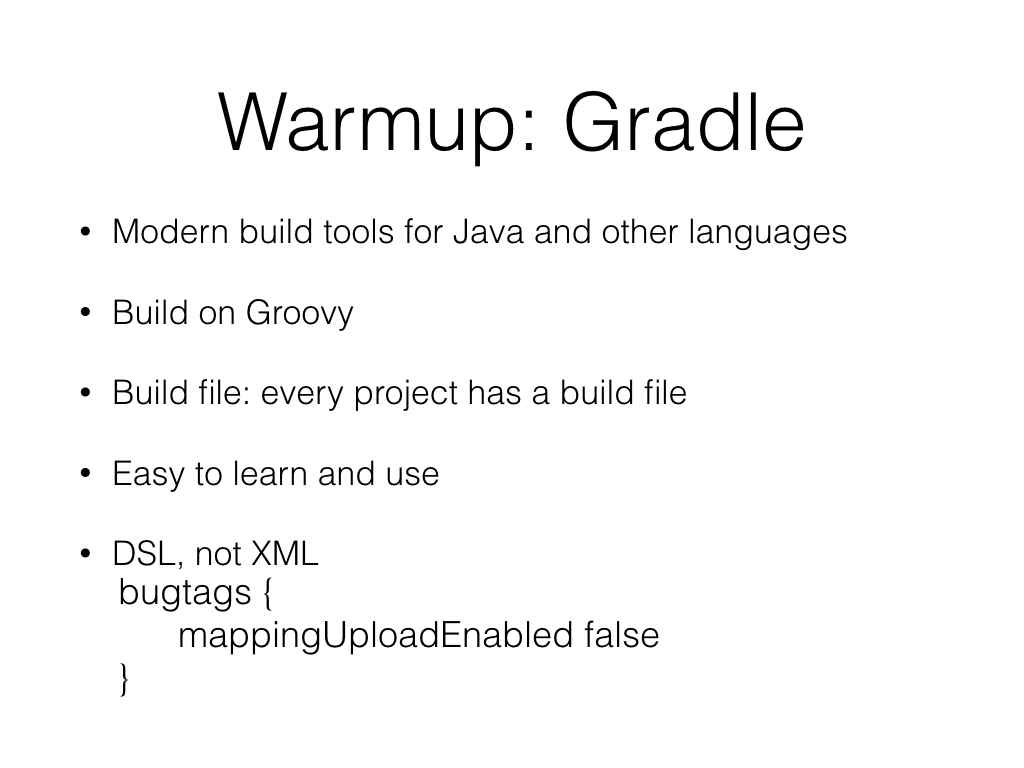 Warmup: Gradle
• Modern build tools for Java and other languages
• Build on Groovy
• Build file: every project has a build file
• Easy to learn and use
• DSL, not XML
bugtags {
mappingUploadEnabled false
}